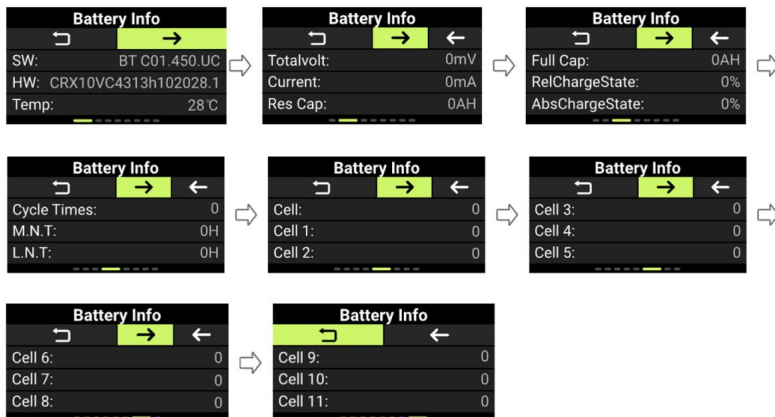 Battery Info
SW: BT C01.450.UC
HW: CRX10VC4313h102028.1
Temp: 28℃
Battery Info
Totalvolt: 0mV
Current: 0mA
Res Cap: 0AH
Battery Info
Full Cap: 0AH
RelChargeState: 0%
AbsChargeState: 0%
Battery Info
Cycle Times: 0
M.N.T: 0H
L.N.T: 0H
Battery Info
Cell: 0
Cell 1: 0
Cell 2: 0
Battery Info
Cell 3: 0
Cell 4: 0
Cell 5: 0
Battery Info
Cell 6: 0
Cell 7: 0
Cell 8: 0
Battery Info
Cell 9: 0
Cell 10: 0
Cell 11: 0